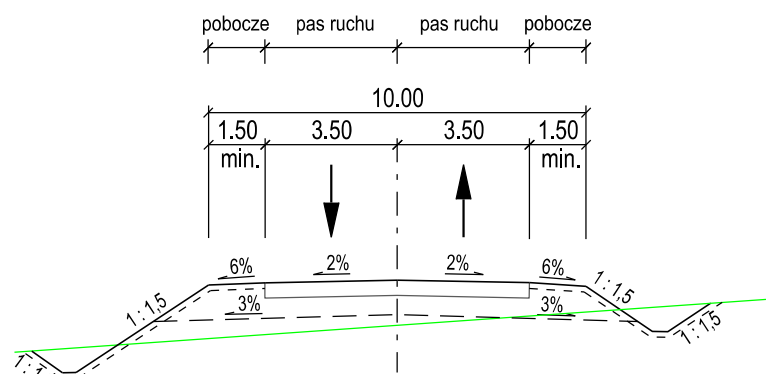 pobocze pas ruchu pas ruchu pobocze
10.00
1.50 3.50 3.50 1.50
min. min.
6% 2% 2% 6%
1:1,5 3% 3% 1:1,5
1:1,5